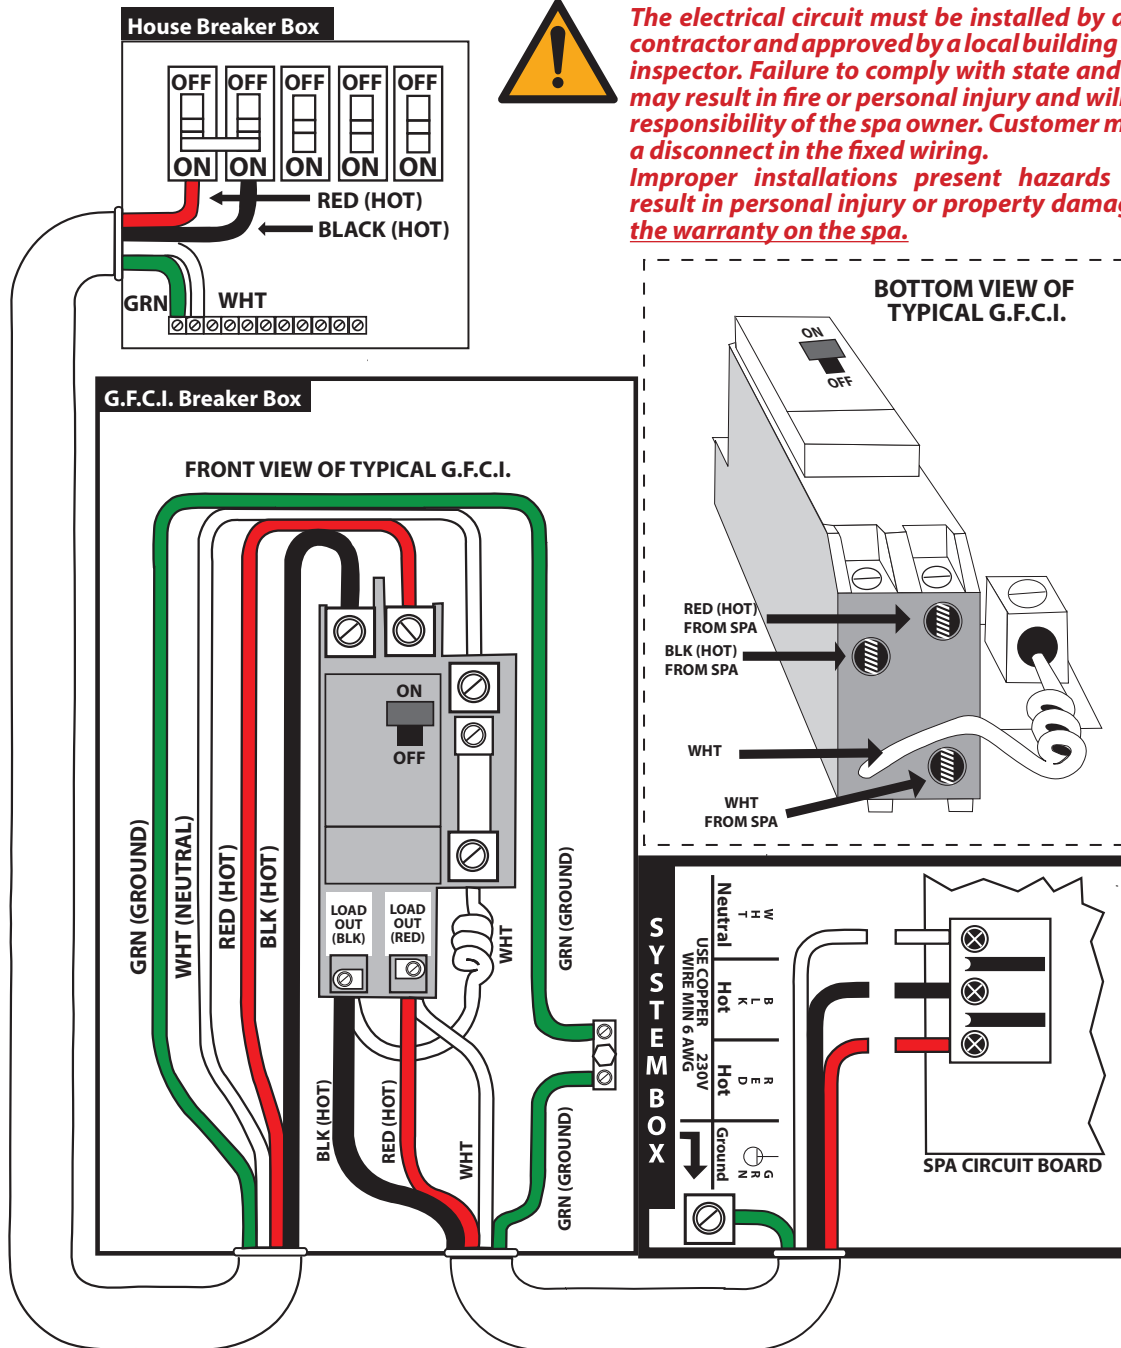 House Breaker Box
The electrical circuit must be installed by
contractor and approved by a local building
inspector. Failure to comply with state and
may result in fire or personal injury and will
responsibility of the spa owner. Customer
a disconnect in the fixed wiring.
Improper installations present hazards
result in personal injury or property
the warranty on the spa.
OFF OFF OFF OFF OFF
ON ON ON ON ON
RED (HOT)
BLACK (HOT)
GRN WHT
G.F.C.I. Breaker Box
FRONT VIEW OF TYPICAL G.F.C.I.
ON
OFF
GRN (GROUND)
WHT (NEUTRAL)
RED (HOT)
BLK (HOT)
LOAD
OUT
(BLK)
LOAD
OUT
(RED)
WHT
GRN (GROUND)
BLK (HOT)
RED (HOT)
WHT
GRN (GROUND)
BOTTOM VIEW OF
TYPICAL G.F.C.I.
ON
OFF
RED (HOT)
FROM SPA
BLK (HOT)
FROM SPA
WHT
WHT
FROM SPA
SYSTEM BOX
USE COPPER 230V
WIRE MIN 6 AWG
Neutral Hot Hot Ground
WHT BLK RED GRN
SPA CIRCUIT BOARD